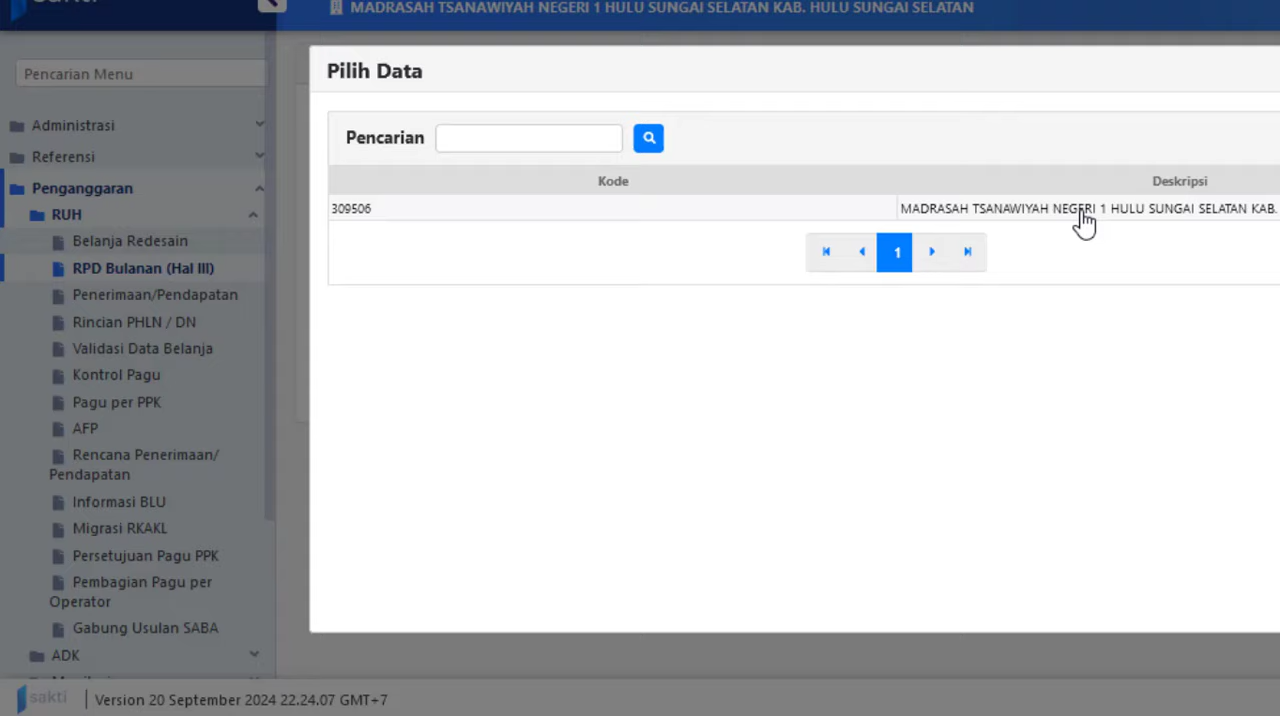 MADRASAH TSANAWIYAH NEGERI 1 HULU SUNGAI SELATAN KAB. HULU SUNGAI SELATAN
Pencarian Menu
Administrasi
Referensi
Penganggaran
RUH
Belanja Redesain
RPD Bulanan (Hal III)
Penerimaan/Pendapatan
Rincian PHLN / DN
Validasi Data Belanja
Kontrol Pagu
Pagu per PPK
AFP
Rencana Penerimaan/
Pendapatan
Informasi BLU
Migrasi RKAKL
Persetujuan Pagu PPK
Pembagian Pagu per
Operator
Gabung Usulan SABA
ADK
Pilih Data
Pencarian
Kode Deskripsi
309506 MADRASAH TSANAWIYAH NEGERI 1 HULU SUNGAI SELATAN KAB.
1
sakti Version 20 September 2024 22.24.07 GMT+7